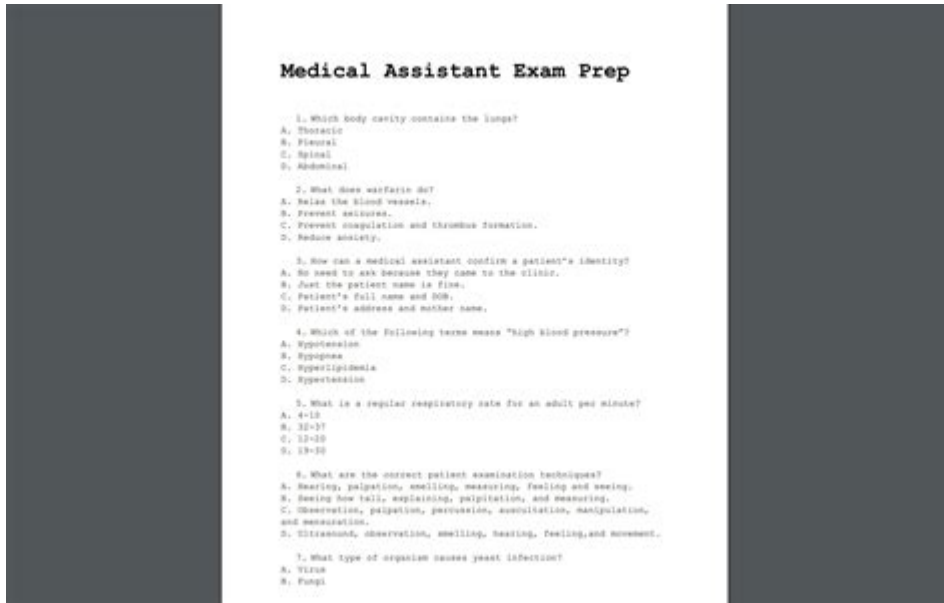 Medical Assistant Exam Prep
1. Which body cavity contains the lungs?
A. Thoracic
B. Pleural
C. Spinal
D. Abdominal
2. What does warfarin do?
A. Relax the blood vessels.
B. Prevent seizures.
C. Prevent coagulation and thrombus formation.
D. Reduce anxiety.
3. How can a medical assistant confirm a patient's identity?
A. No need to ask because they came to the clinic.
B. Just the patient name is fine.
C. Patient's full name and DOB.
D. Patient's address and mother name.
4. Which of the following terms means "high blood pressure"?
A. Hypotension
B. Hypopnea
C. Hyperlipidemia
D. Hypertension
5. What is a regular respiratory rate for an adult per minute?
A. 4-10
B. 32-37
C. 12-20
D. 19-30
6. What are the correct patient examination techniques?
A. Hearing, palpation, smelling, measuring, feeling and seeing.
B. Seeing how tall, explaining, palpitation, and measuring.
C. Observation, palpation, percussion, auscultation, manipulation,
and mensuration.
D. Ultrasound, observation, smelling, hearing, feeling,and movement.
7. What type of organism causes yeast infection?
A. Virus
B. Fungi